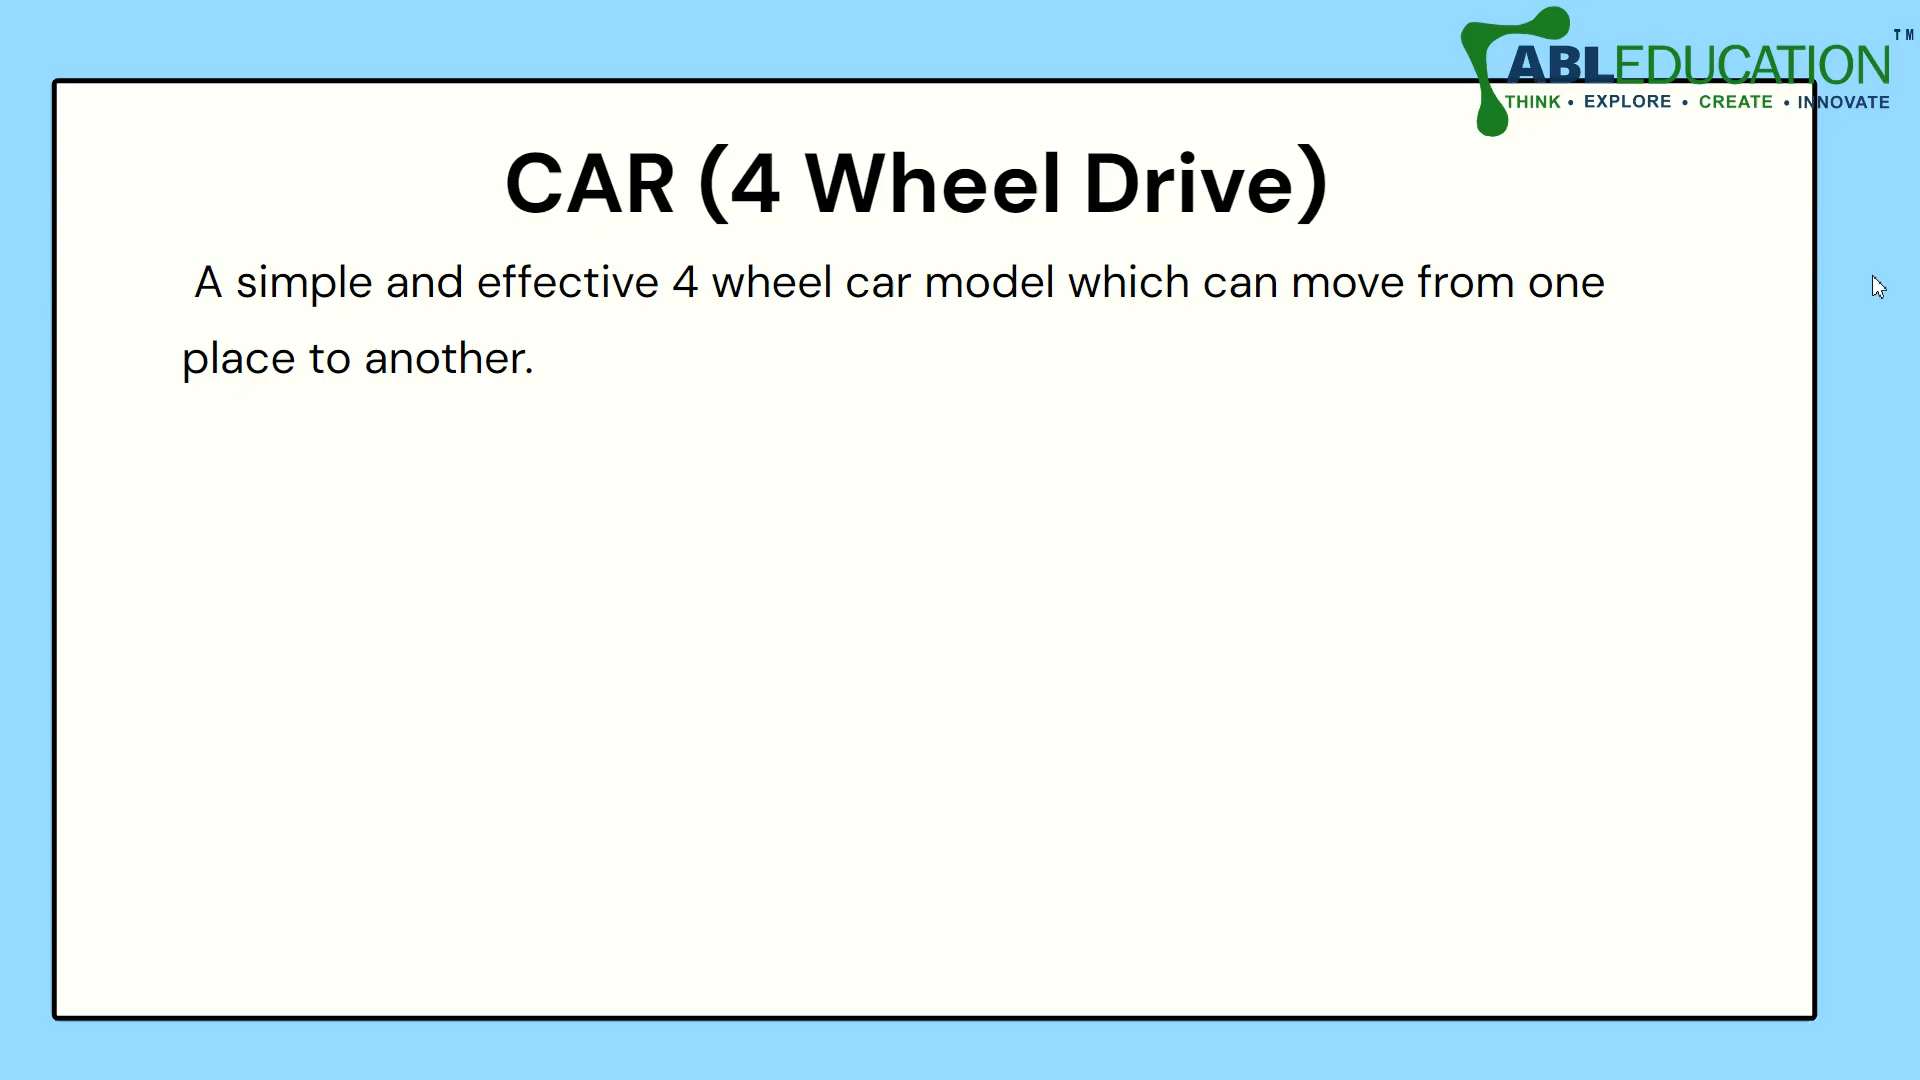 ABLEDUCATION TM
THINK • EXPLORE • CREATE • INNOVATE
CAR (4 Wheel Drive)
A simple and effective 4 wheel car model which can move from one
place to another.